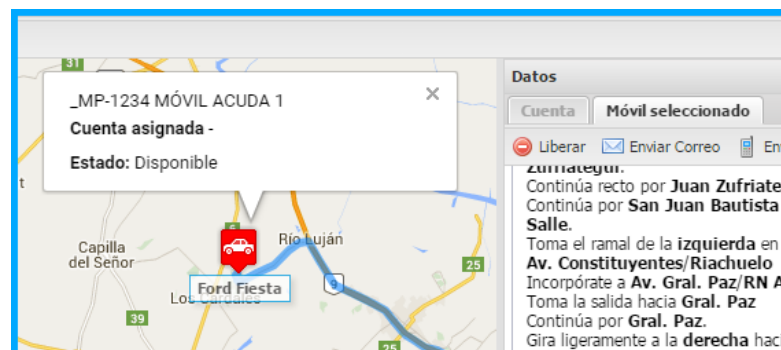 31
_MP-1234 MÓVIL ACUDA 1
Cuenta asignada -
Estado: Disponible
t
6
Capilla
del Señor
Río Luján
Ford Fiesta
Los Cardales
9
25
39
25
Datos
Cuenta
Móvil seleccionado
Liberar
Enviar Correo
En
Zufriategui.
Continúa recto por Juan Zufriate
Continúa por San Juan Bautista
Salle.
Toma el ramal de la izquierda en
Av. Constituyentes/Riachuelo
Incorpórate a Av. Gral. Paz/RN A
Toma la salida hacia Gral. Paz
Continúa por Gral. Paz.
Gira ligeramente a la derecha hac